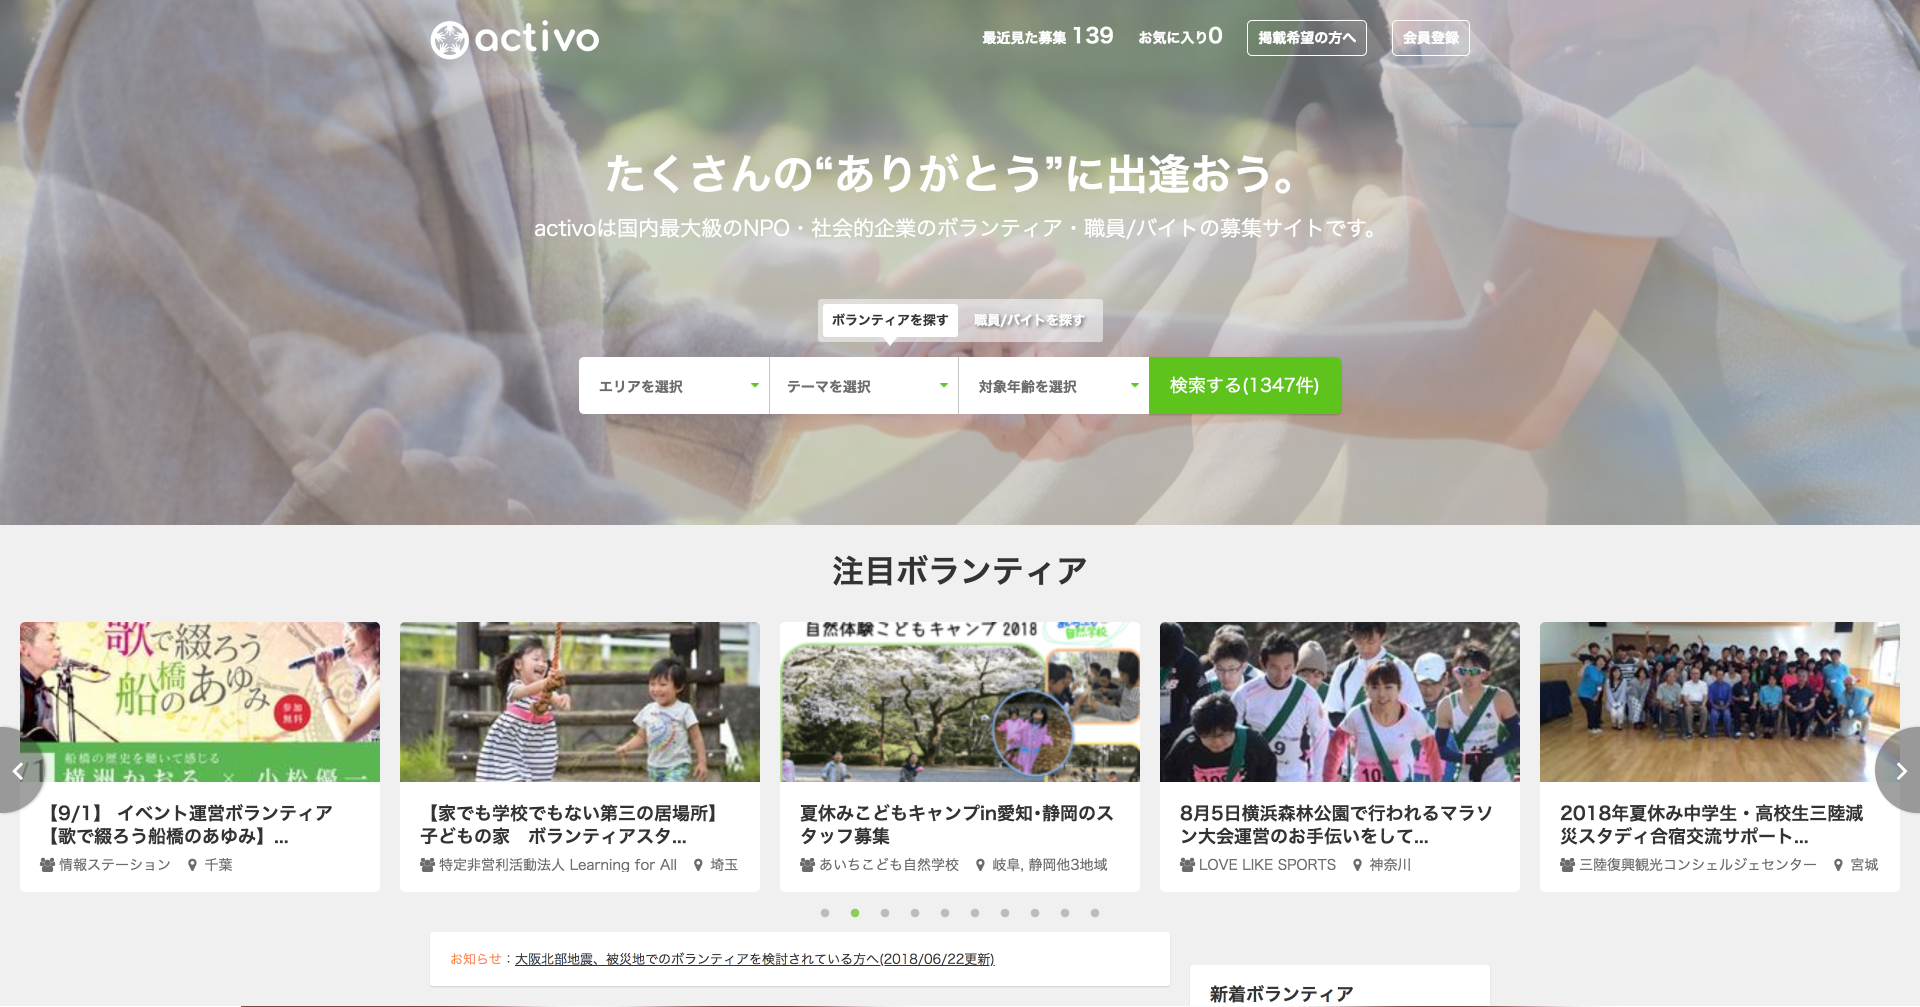 activo
最近見た募集 139 お気に入り0 掲載希望の方へ 会員登録
たくさんの“ありがとう”に出逢おう。
activoは国内最大級のNPO・社会的企業のボランティア・職員/バイトの募集サイトです。
ボランティアを探す 職員/バイトを探す
エリアを選択 テーマを選択 対象年齢を選択 検索する(1347件)
注目ボランティア
歌で綴ろう
船橋のあゆみ
参加
無料
船橋の歴史を聴いて感じる
横洲かおる × 小松優一
【9/1】 イベント運営ボランティア
【歌で綴ろう船橋のあゆみ】...
情報ステーション 千葉
【家でも学校でもない第三の居場所】
子どもの家　ボランティアスタ...
特定非営利活動法人 Learning for All 埼玉
自然体験こどもキャンプ 2018
自然学校
夏休みこどもキャンプin愛知･静岡のス
タッフ募集
あいちこども自然学校 岐阜, 静岡他3地域
9
8月5日横浜森林公園で行われるマラソ
ン大会運営のお手伝いをして...
LOVE LIKE SPORTS 神奈川
2018年夏休み中学生・高校生三陸減
災スタディ合宿交流サポート...
三陸復興観光コンシェルジェセンター 宮城
お知らせ：大阪北部地震、被災地でのボランティアを検討されている方へ(2018/06/22更新)
新着ボランティア